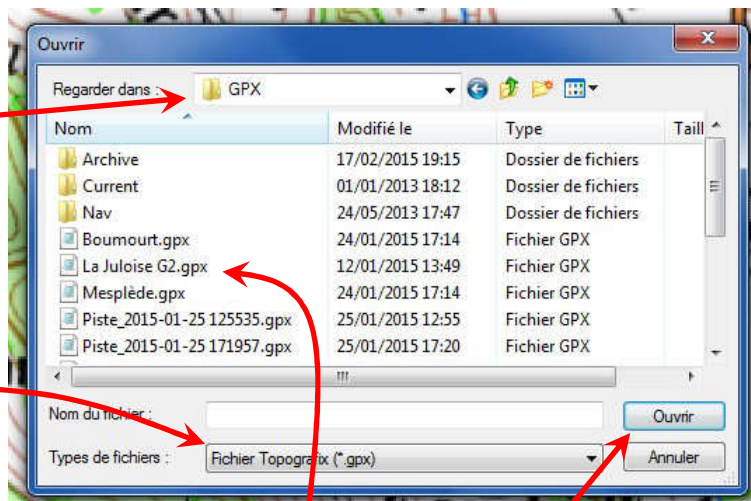 Ouvrir
Regarder dans : GPX
Nom Modifié le Type Taill
Archive 17/02/2015 19:15 Dossier de fichiers
Current 01/01/2013 18:12 Dossier de fichiers
Nav 24/05/2013 17:47 Dossier de fichiers
Boumourt.gpx 24/01/2015 17:14 Fichier GPX
La Juloise G2.gpx 12/01/2015 13:49 Fichier GPX
Mesplède.gpx 24/01/2015 17:14 Fichier GPX
Piste_2015-01-25 125535.gpx 25/01/2015 12:55 Fichier GPX
Piste_2015-01-25 171957.gpx 25/01/2015 17:20 Fichier GPX
Nom du fichier : Ouvrir
Types de fichiers : Fichier Topografix (*.gpx) Annuler